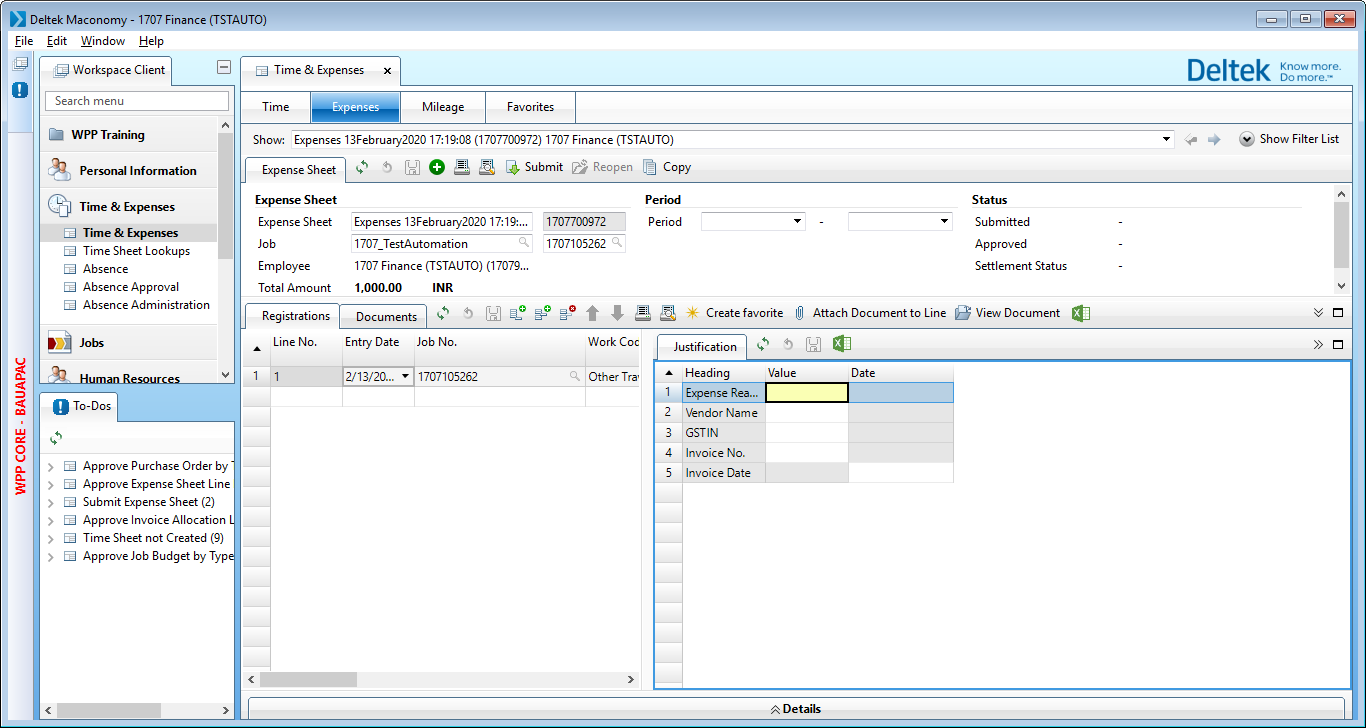 Deltek Maconomy - 1707 Finance (TSTAUTO)
File Edit Window Help
Workspace Client
Search menu
WPP Training
Personal Information
Time & Expenses
Time & Expenses
Time Sheet Lookups
Absence
Absence Approval
Absence Administration
Jobs
Human Resources
WPP CORE - BAUAPAC
To-Dos
Approve Purchase Order by T
Approve Expense Sheet Line
Submit Expense Sheet (2)
Approve Invoice Allocation L
Time Sheet not Created (9)
Approve Job Budget by Type
Time & Expenses
Deltek Know more. Do more.™
Time Expenses Mileage Favorites
Show: Expenses 13February2020 17:19:08 (1707700972) 1707 Finance (TSTAUTO) Show Filter List
Expense Sheet Submit Reopen Copy
Expense Sheet Period Status
Expense Sheet Expenses 13February2020 17:19:... 1707700972 Period - Submitted -
Job 1707_TestAutomation 1707105262 Approved -
Employee 1707 Finance (TSTAUTO) (17079... Settlement Status -
Total Amount 1,000.00 INR
Registrations Documents Create favorite Attach Document to Line View Document
Line No. Entry Date Job No. Work Coc
1 1 2/13/20... 1707105262 Other Tra
Justification
Heading Value Date
1 Expense Rea...
2 Vendor Name
3 GSTIN
4 Invoice No.
5 Invoice Date
Details